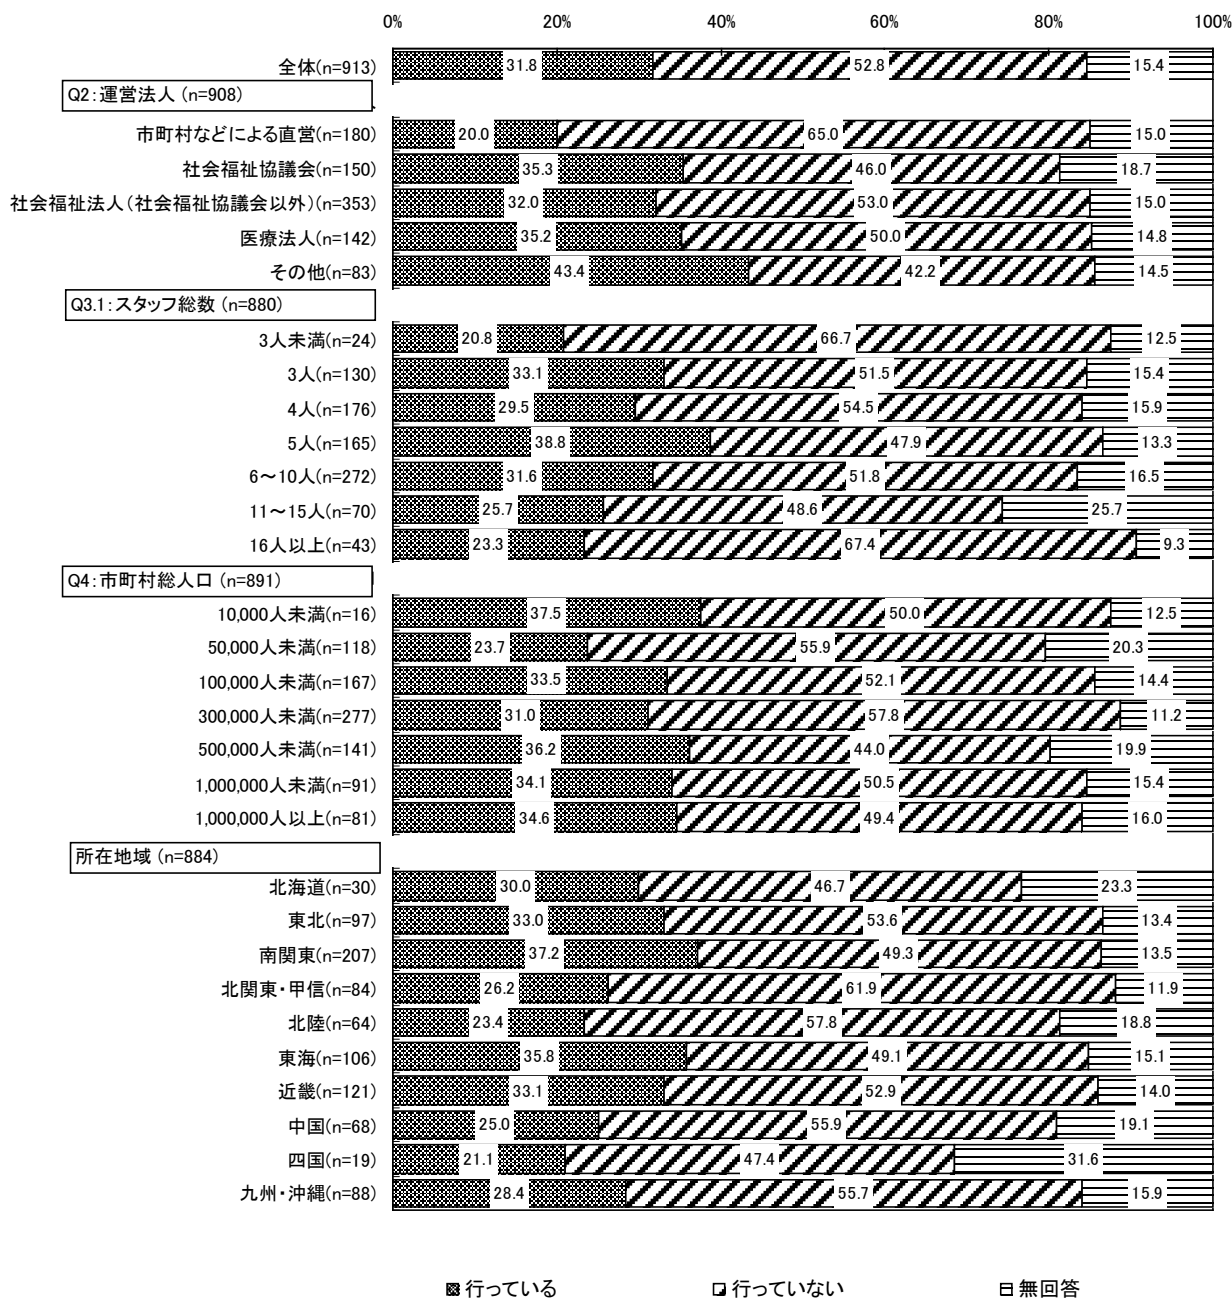 0% 20% 40% 60% 80% 100%
全体(n=913) 31.8 52.8 15.4
Q2:運営法人 (n=908)
市町村などによる直営(n=180) 20.0 65.0 15.0
社会福祉協議会(n=150) 35.3 46.0 18.7
社会福祉法人(社会福祉協議会以外)(n=353) 32.0 53.0 15.0
医療法人(n=142) 35.2 50.0 14.8
その他(n=83) 43.4 42.2 14.5
Q3.1:スタッフ総数 (n=880)
3人未満(n=24) 20.8 66.7 12.5
3人(n=130) 33.1 51.5 15.4
4人(n=176) 29.5 54.5 15.9
5人(n=165) 38.8 47.9 13.3
6～10人(n=272) 31.6 51.8 16.5
11～15人(n=70) 25.7 48.6 25.7
16人以上(n=43) 23.3 67.4 9.3
Q4:市町村総人口 (n=891)
10,000人未満(n=16) 37.5 50.0 12.5
50,000人未満(n=118) 23.7 55.9 20.3
100,000人未満(n=167) 33.5 52.1 14.4
300,000人未満(n=277) 31.0 57.8 11.2
500,000人未満(n=141) 36.2 44.0 19.9
1,000,000人未満(n=91) 34.1 50.5 15.4
1,000,000人以上(n=81) 34.6 49.4 16.0
所在地域 (n=884)
北海道(n=30) 30.0 46.7 23.3
東北(n=97) 33.0 53.6 13.4
南関東(n=207) 37.2 49.3 13.5
北関東・甲信(n=84) 26.2 61.9 11.9
北陸(n=64) 23.4 57.8 18.8
東海(n=106) 35.8 49.1 15.1
近畿(n=121) 33.1 52.9 14.0
中国(n=68) 25.0 55.9 19.1
四国(n=19) 21.1 47.4 31.6
九州・沖縄(n=88) 28.4 55.7 15.9
行っている 行っていない 無回答